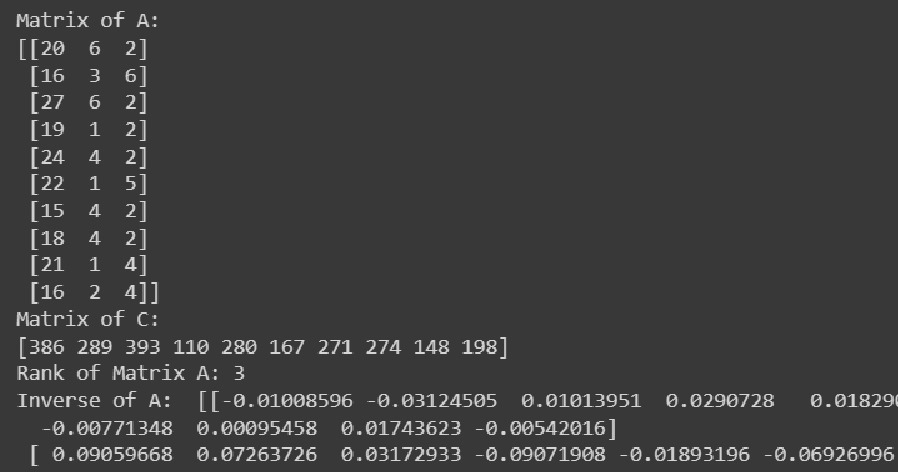 Matrix of A:
[[20 6 2]
[16 3 6]
[27 6 2]
[19 1 2]
[24 4 2]
[22 1 5]
[15 4 2]
[18 4 2]
[21 1 4]
[16 2 4]]
Matrix of C:
[386 289 393 110 280 167 271 274 148 198]
Rank of Matrix A: 3
Inverse of A: [[-0.01008596 -0.03124505 0.01013951 0.0290728 0.01829
-0.00771348 0.00095458 0.01743623 -0.00542016]
[ 0.09059668 0.07263726 0.03172933 -0.09071908 -0.01893196 -0.06926996